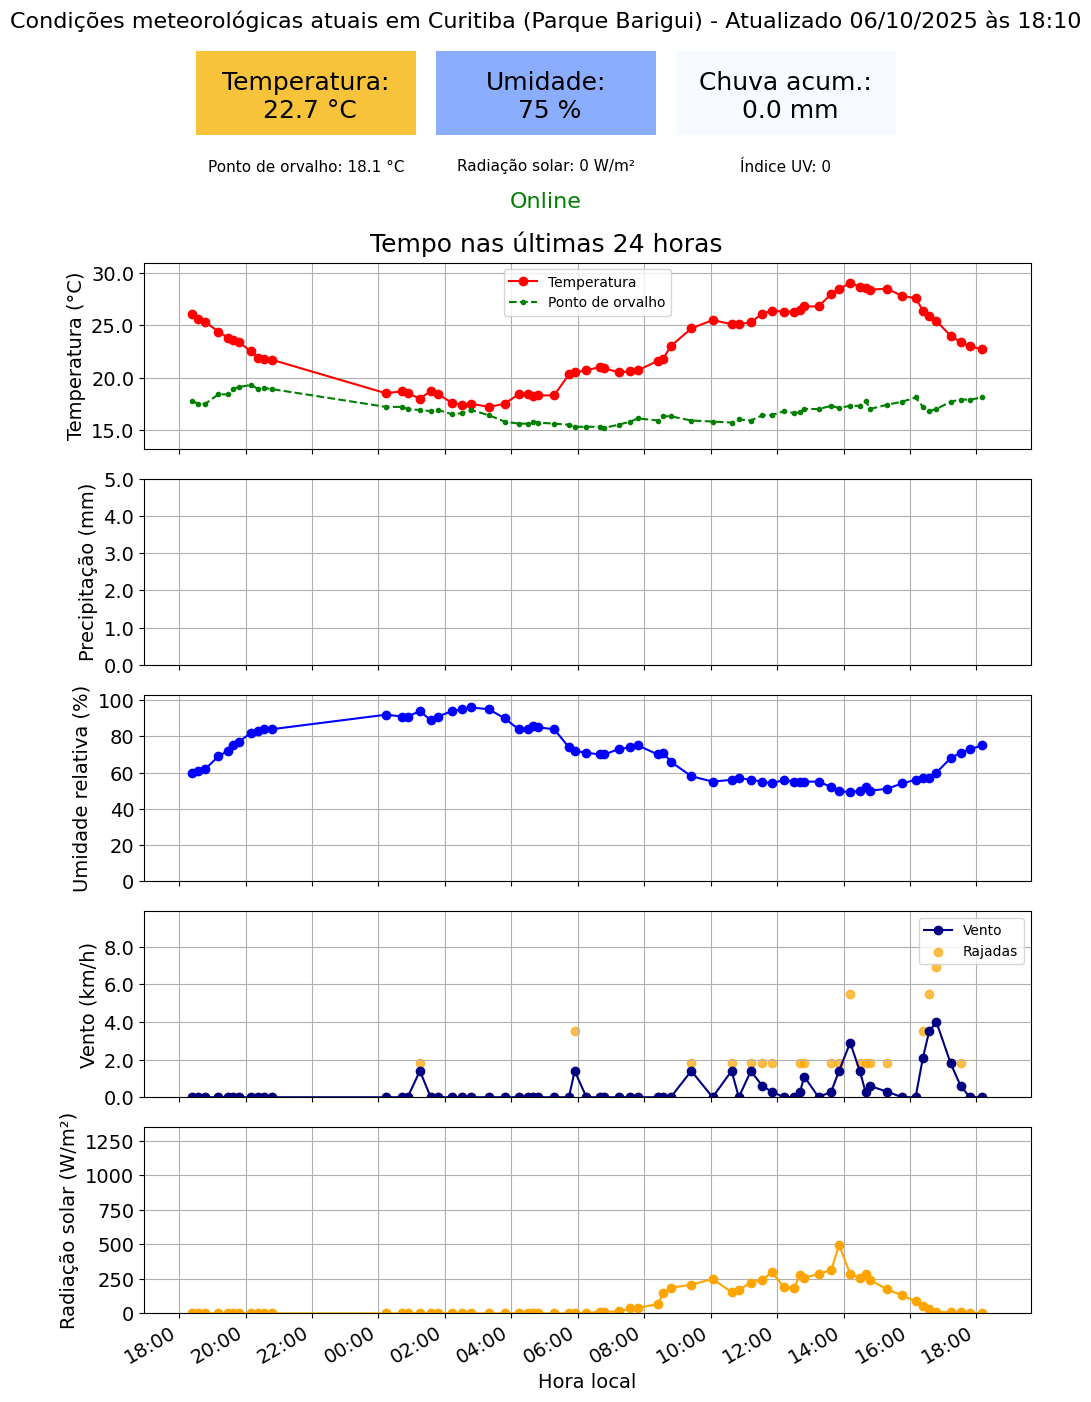 Condições meteorológicas atuais em Curitiba (Parque Barigui) - Atualizado 06/10/2025 às 18:10
Temperatura:
22.7 °C
Umidade:
75 %
Chuva acum.:
0.0 mm
Ponto de orvalho: 18.1 °C
Radiação solar: 0 W/m²
Índice UV: 0
Online
Tempo nas últimas 24 horas
Temperatura (°C)
30.0
25.0
20.0
15.0
Temperatura
Ponto de orvalho
Precipitação (mm)
5.0
4.0
3.0
2.0
1.0
0.0
Umidade relativa (%)
100
80
60
40
20
0
Vento (km/h)
8.0
6.0
4.0
2.0
0.0
Vento
Rajadas
Radiação solar (W/m²)
1250
1000
750
500
250
0
18:00
20:00
22:00
00:00
02:00
04:00
06:00
08:00
10:00
12:00
14:00
16:00
18:00
Hora local